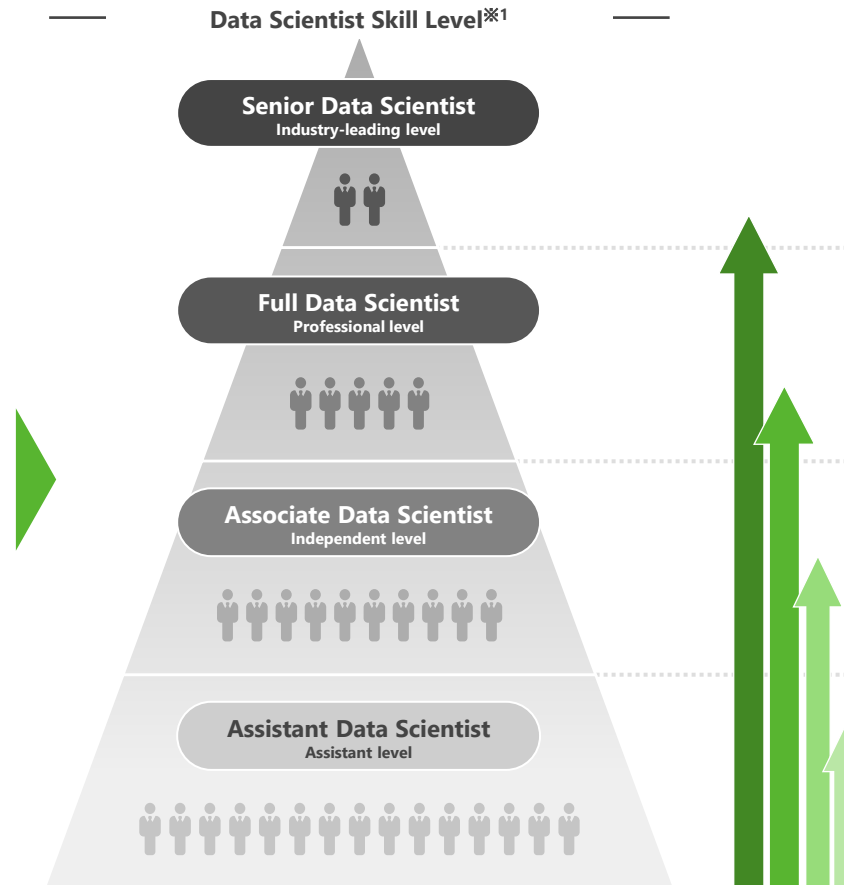 Data Scientist Skill Level※1
Senior Data Scientist
Industry-leading level
Full Data Scientist
Professional level
Associate Data Scientist
Independent level
Assistant Data Scientist
Assistant level